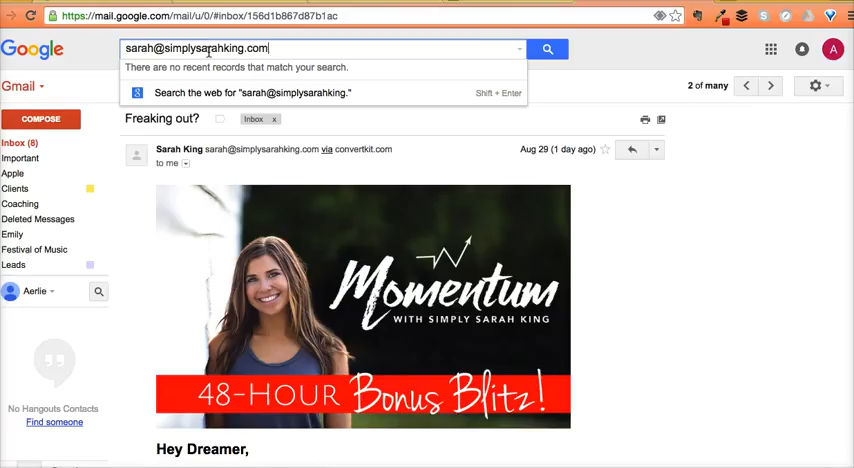 https://mail.google.com/mail/u/0/#inbox/156d1b867d87b1ac
Google
sarah@simplysarahking.com
A
There are no recent records that match your search.
Search the web for "sarah@simplysarahking."
Shift + Enter
Gmail
2 of many
COMPOSE
Freaking out?
Inbox x
Inbox (8)
Important
Apple
Clients
Coaching
Deleted Messages
Emily
Festival of Music
Leads
Sarah King sarah@simplysarahking.com via convertkit.com
Aug 29 (1 day ago)
to me
Aerlie
No Hangouts Contacts
Find someone
Momentum
WITH SIMPLY SARAH KING
48-HOUR Bonus Blitz!
Hey Dreamer,